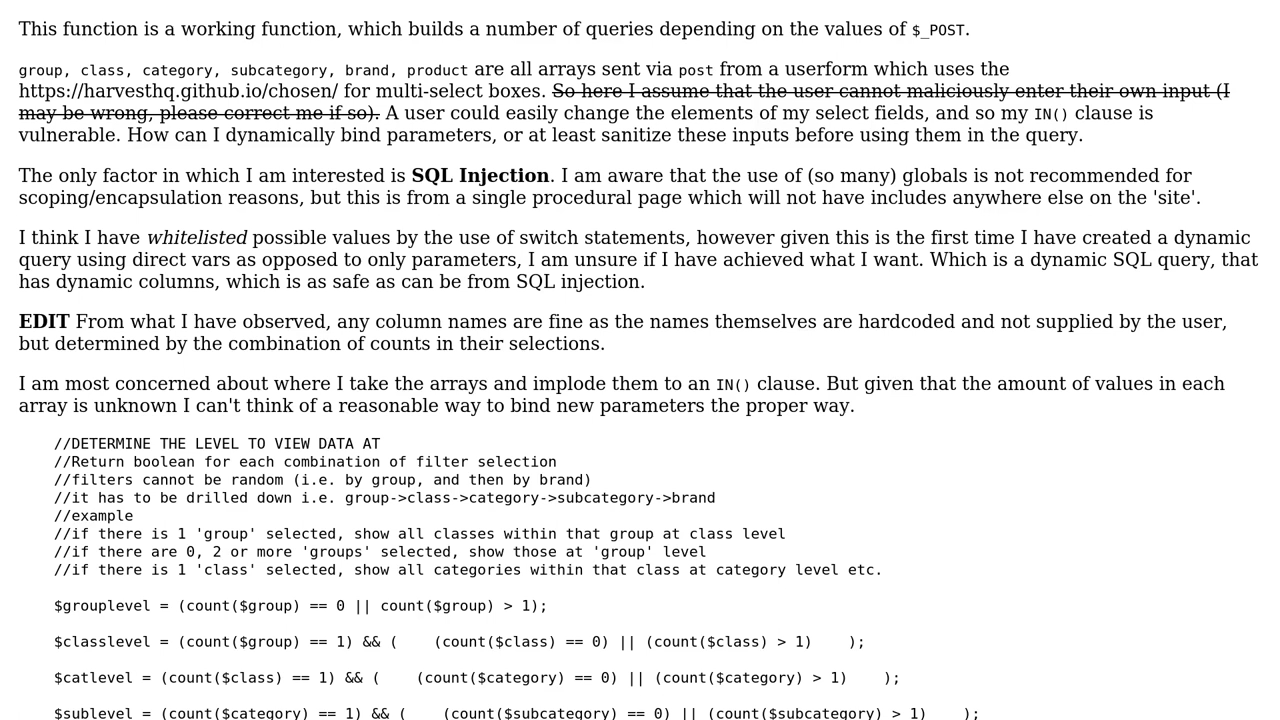 This function is a working function, which builds a number of queries depending on the values of $_POST.
group, class, category, subcategory, brand, product are all arrays sent via post from a userform which uses the
https://harvesthq.github.io/chosen/ for multi-select boxes. So here I assume that the user cannot maliciously enter their own input (I
may be wrong, please correct me if so). A user could easily change the elements of my select fields, and so my IN() clause is
vulnerable. How can I dynamically bind parameters, or at least sanitize these inputs before using them in the query.
The only factor in which I am interested is SQL Injection. I am aware that the use of (so many) globals is not recommended for
scoping/encapsulation reasons, but this is from a single procedural page which will not have includes anywhere else on the 'site'.
I think I have whitelisted possible values by the use of switch statements, however given this is the first time I have created a dynamic
query using direct vars as opposed to only parameters, I am unsure if I have achieved what I want. Which is a dynamic SQL query, that
has dynamic columns, which is as safe as can be from SQL injection.
EDIT From what I have observed, any column names are fine as the names themselves are hardcoded and not supplied by the user,
but determined by the combination of counts in their selections.
I am most concerned about where I take the arrays and implode them to an IN() clause. But given that the amount of values in each
array is unknown I can't think of a reasonable way to bind new parameters the proper way.
//DETERMINE THE LEVEL TO VIEW DATA AT
//Return boolean for each combination of filter selection
//filters cannot be random (i.e. by group, and then by brand)
//it has to be drilled down i.e. group->class->category->subcategory->brand
//example
//if there is 1 'group' selected, show all classes within that group at class level
//if there are 0, 2 or more 'groups' selected, show those at 'group' level
//if there is 1 'class' selected, show all categories within that class at category level etc.
$grouplevel = (count($group) == 0 || count($group) > 1);
$classlevel = (count($group) == 1) && (    (count($class) == 0) || (count($class) > 1)    );
$catlevel = (count($class) == 1) && (    (count($category) == 0) || (count($category) > 1)    );
$sublevel = (count($category) == 1) && (    (count($subcategory) == 0) || (count($subcategory) > 1)    );